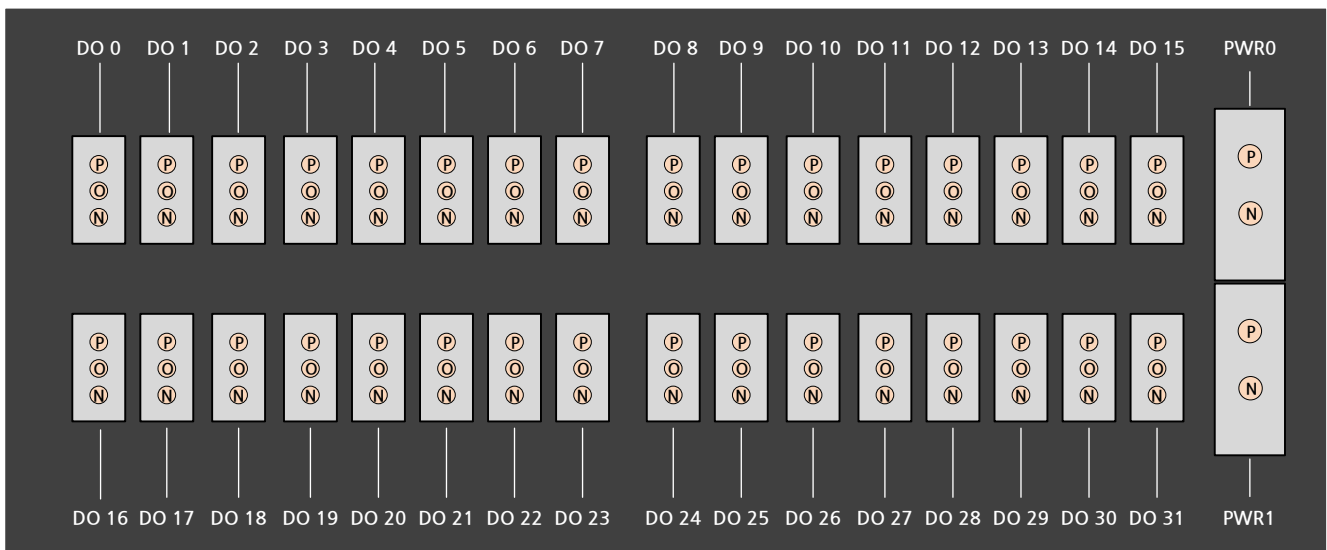 DO 0 DO 1 DO 2 DO 3 DO 4 DO 5 DO 6 DO 7 DO 8 DO 9 DO 10 DO 11 DO 12 DO 13 DO 14 DO 15 PWR0
P P P P P P P P P P P P P P P P P
O O O O O O O O O O O O O O O O
N N N N N N N N N N N N N N N N N
P P P P P P P P P P P P P P P P P
O O O O O O O O O O O O O O O O
N N N N N N N N N N N N N N N N N
DO 16 DO 17 DO 18 DO 19 DO 20 DO 21 DO 22 DO 23 DO 24 DO 25 DO 26 DO 27 DO 28 DO 29 DO 30 DO 31 PWR1